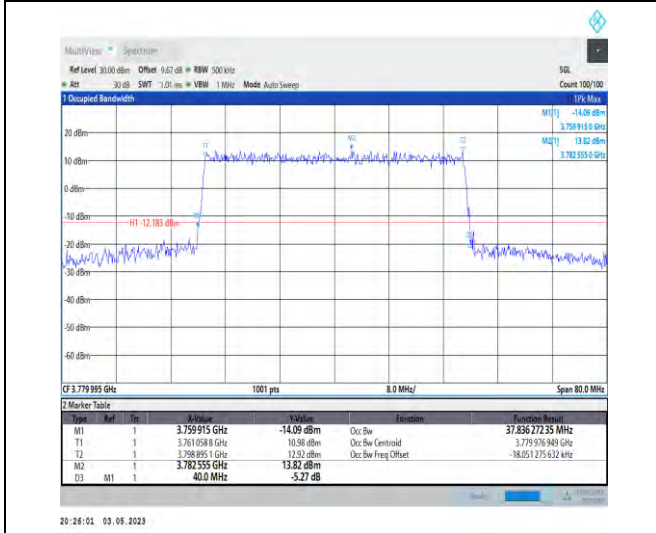 MultiView Spectrum
Ref Level 30.00 dBm Offset 9.67 dB RBW 500 kHz SGL
Att 30 dB SWT 1.01 ms VBW 1 MHz Mode Auto Sweep Count 100/100
1 Occupied Bandwidth 1Pk Max
M1[1] -14.09 dBm
3.759 915 0 GHz
20 dBm M2[1] 13.82 dBm
3.782 555 0 GHz
T1 M2 T2
10 dBm
0 dBm
-10 dBm
H1 -12.183 dBm
-20 dBm
-30 dBm
-40 dBm
-50 dBm
-60 dBm
CF 3.779 995 GHz 1001 pts 8.0 MHz/ Span 80.0 MHz
2 Marker Table
Type Ref Trc X-Value Y-Value Function Function Result
M1 1 3.759915 GHz -14.09 dBm Occ Bw 37.836 272 35 MHz
T1 1 3.761 058 8 GHz 10.98 dBm Occ Bw Centroid 3.779 976 949 GHz
T2 1 3.798 895 1 GHz 12.92 dBm Occ Bw Freq Offset -18.051 275 632 kHz
M2 1 3.782 555 GHz 13.82 dBm
D3 M1 1 40.0 MHz -5.27 dB
20:26:01 03.05.2023